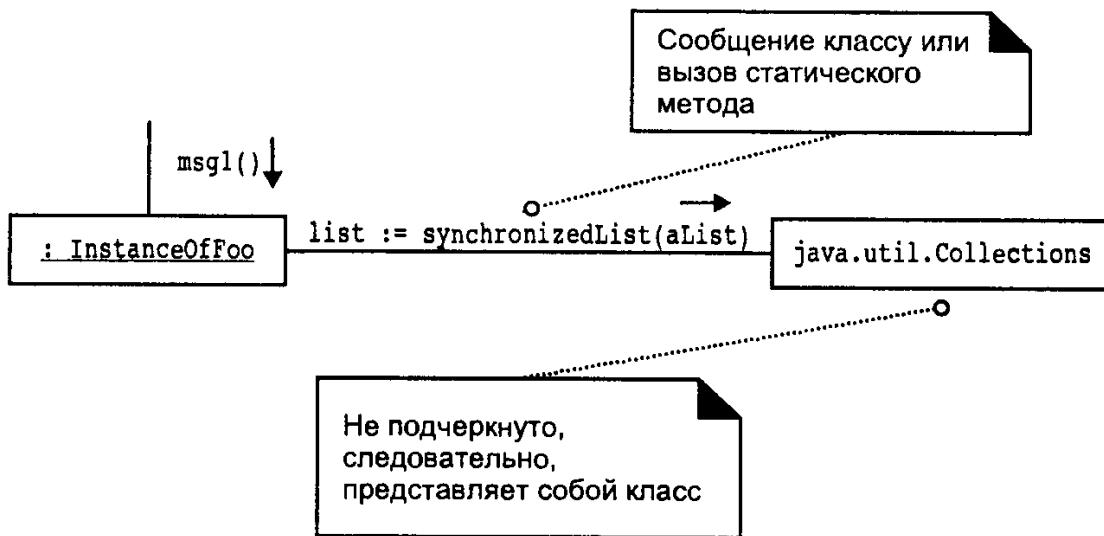 Сообщение классу или
вызов статического
метода
msg1()
: InstanceOfFoo
list := synchronizedList(aList)
java.util.Collections
Не подчеркнуто,
следовательно,
представляет собой класс